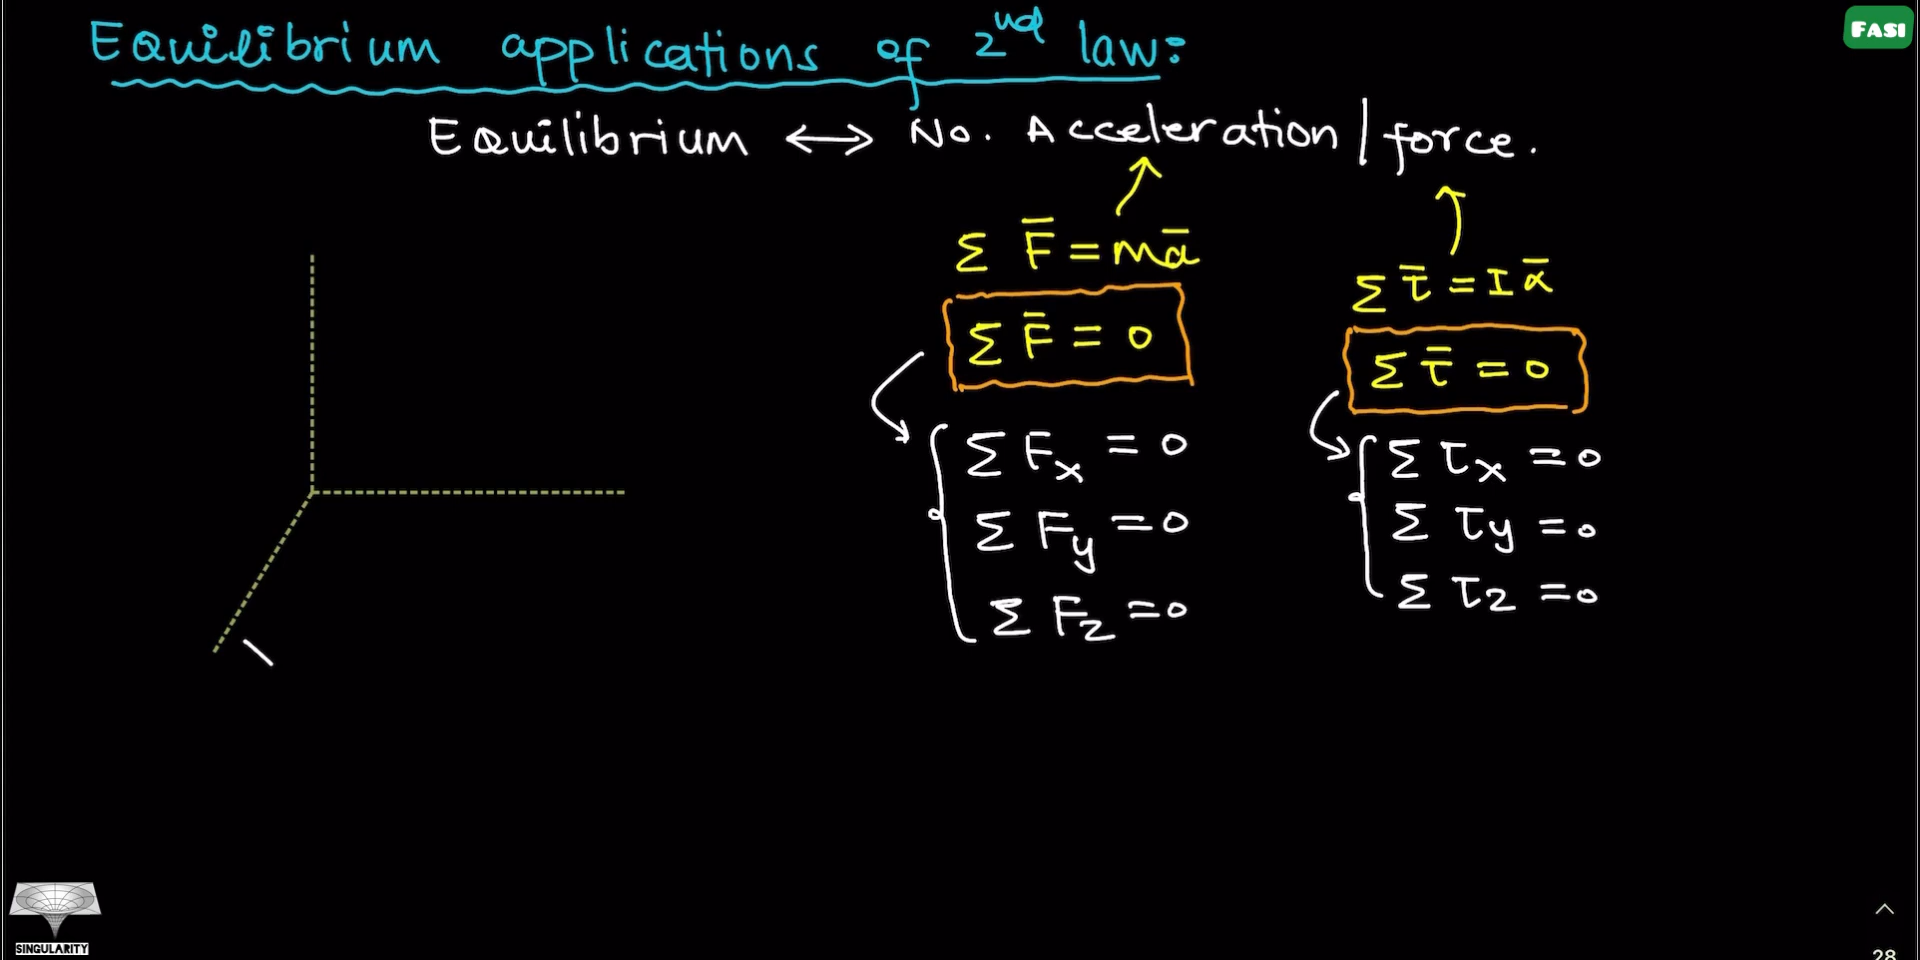 Equilibrium applications of 2nd law:
FASI
Equilibrium ↔ No. Acceleration / force.
Σ F̄ = mā
Σ τ̄ = I ᾱ
Σ F̄ = 0
Σ τ̄ = 0
Σ Fx = 0
Σ τx = 0
Σ Fy = 0
Σ τy = 0
Σ Fz = 0
Σ τz = 0
SINGULARITY
28